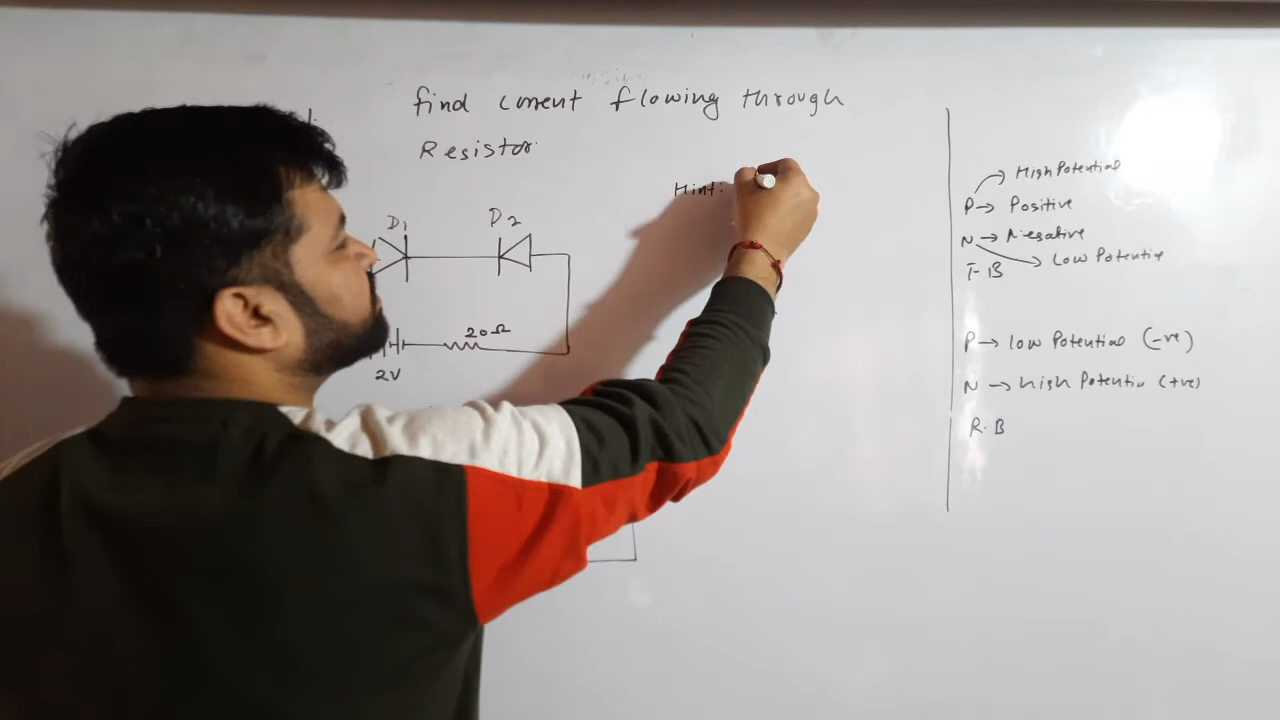 find current flowing through
Resistor
Hint:
D1
D2
20Ω
2V
High Potential
P→ Positive
N → Negative
Low Potential
F B
P→ low Potential (-ve)
N → high Potentia (+ve)
R. B